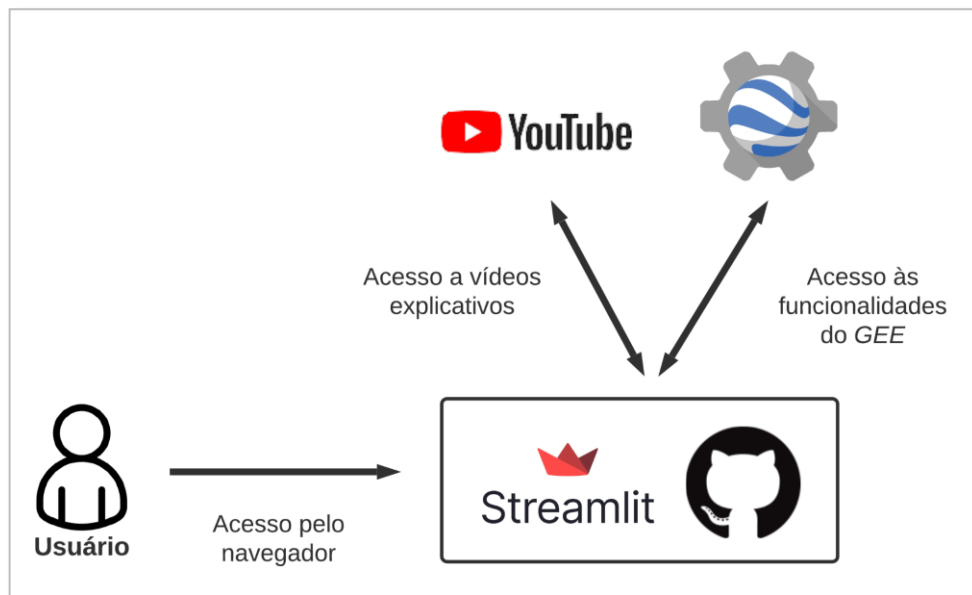 YouTube
Acesso a vídeos
explicativos
Acesso às
funcionalidades
do GEE
Streamlit
Usuário
Acesso pelo
navegador